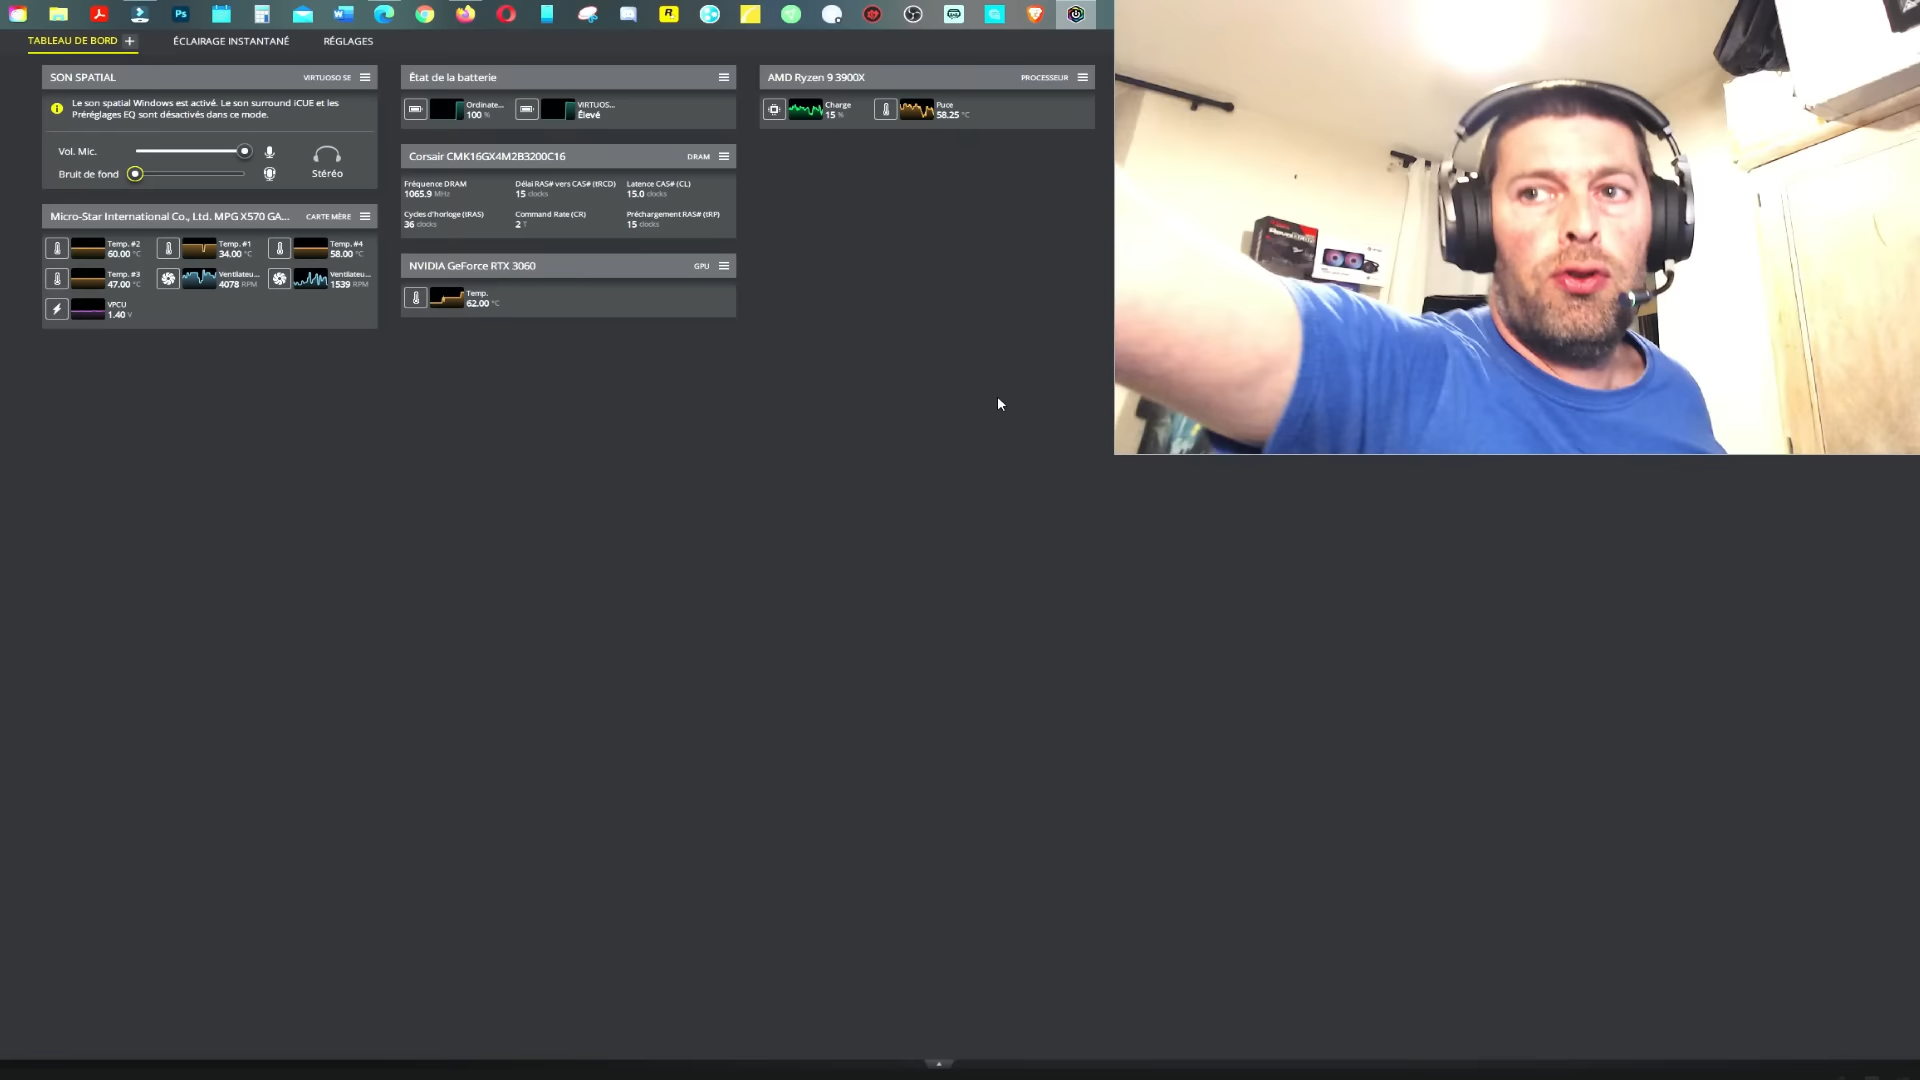 TABLEAU DE BORD
ÉCLAIRAGE INSTANTANÉ
RÉGLAGES
SON SPATIAL
VIRTUOSO SE
Le son spatial Windows est activé. Le son surround iCUE et les
Préréglages EQ sont désactivés dans ce mode.
Vol. Mic.
Bruit de fond
Stéréo
Micro-Star International Co., Ltd. MPG X570 GA...
CARTE MÈRE
Temp. #2
60.00 °C
Temp. #1
34.00 °C
Temp. #4
58.00 °C
Temp. #3
47.00 °C
Ventilateu...
4078 RPM
Ventilateu...
1539 RPM
VPCU
1.40 V
État de la batterie
Ordinate...
100 %
VIRTUOS...
Élevé
Corsair CMK16GX4M2B3200C16
DRAM
Fréquence DRAM
1065.9 MHz
Délai RAS# vers CAS# (tRCD)
15 clocks
Latence CAS# (CL)
15.0 clocks
Cycles d'horloge (tRAS)
36 clocks
Command Rate (CR)
2 T
Préchargement RAS# (tRP)
15 clocks
NVIDIA GeForce RTX 3060
GPU
Temp.
62.00 °C
AMD Ryzen 9 3900X
PROCESSEUR
Charge
15 %
Puce
58.25 °C